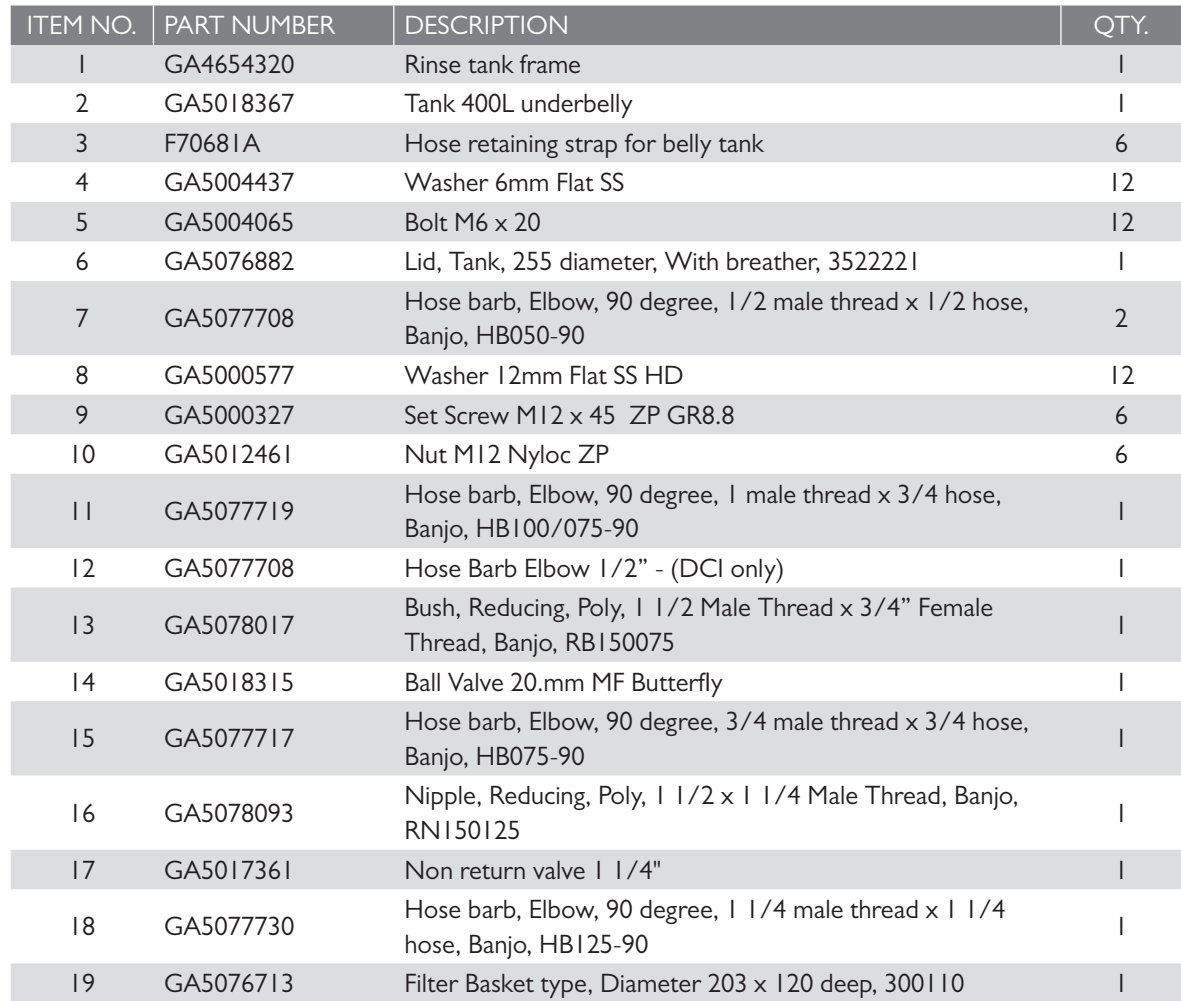 ITEM NO. PART NUMBER DESCRIPTION QTY.
1 GA4654320 Rinse tank frame 1
2 GA5018367 Tank 400L underbelly 1
3 F70681A Hose retaining strap for belly tank 6
4 GA5004437 Washer 6mm Flat SS 12
5 GA5004065 Bolt M6 x 20 12
6 GA5076882 Lid, Tank, 255 diameter, With breather, 3522221 1
7 GA5077708 Hose barb, Elbow, 90 degree, 1/2 male thread x 1/2 hose, 2
Banjo, HB050-90
8 GA5000577 Washer 12mm Flat SS HD 12
9 GA5000327 Set Screw M12 x 45 ZP GR8.8 6
10 GA5012461 Nut M12 Nyloc ZP 6
11 GA5077719 Hose barb, Elbow, 90 degree, 1 male thread x 3/4 hose, 1
Banjo, HB100/075-90
12 GA5077708 Hose Barb Elbow 1/2” - (DCI only) 1
13 GA5078017 Bush, Reducing, Poly, 1 1/2 Male Thread x 3/4” Female 1
Thread, Banjo, RB150075
14 GA5018315 Ball Valve 20.mm MF Butterfly 1
15 GA5077717 Hose barb, Elbow, 90 degree, 3/4 male thread x 3/4 hose, 1
Banjo, HB075-90
16 GA5078093 Nipple, Reducing, Poly, 1 1/2 x 1 1/4 Male Thread, Banjo, 1
RN150125
17 GA5017361 Non return valve 1 1/4" 1
18 GA5077730 Hose barb, Elbow, 90 degree, 1 1/4 male thread x 1 1/4 1
hose, Banjo, HB125-90
19 GA5076713 Filter Basket type, Diameter 203 x 120 deep, 300110 1